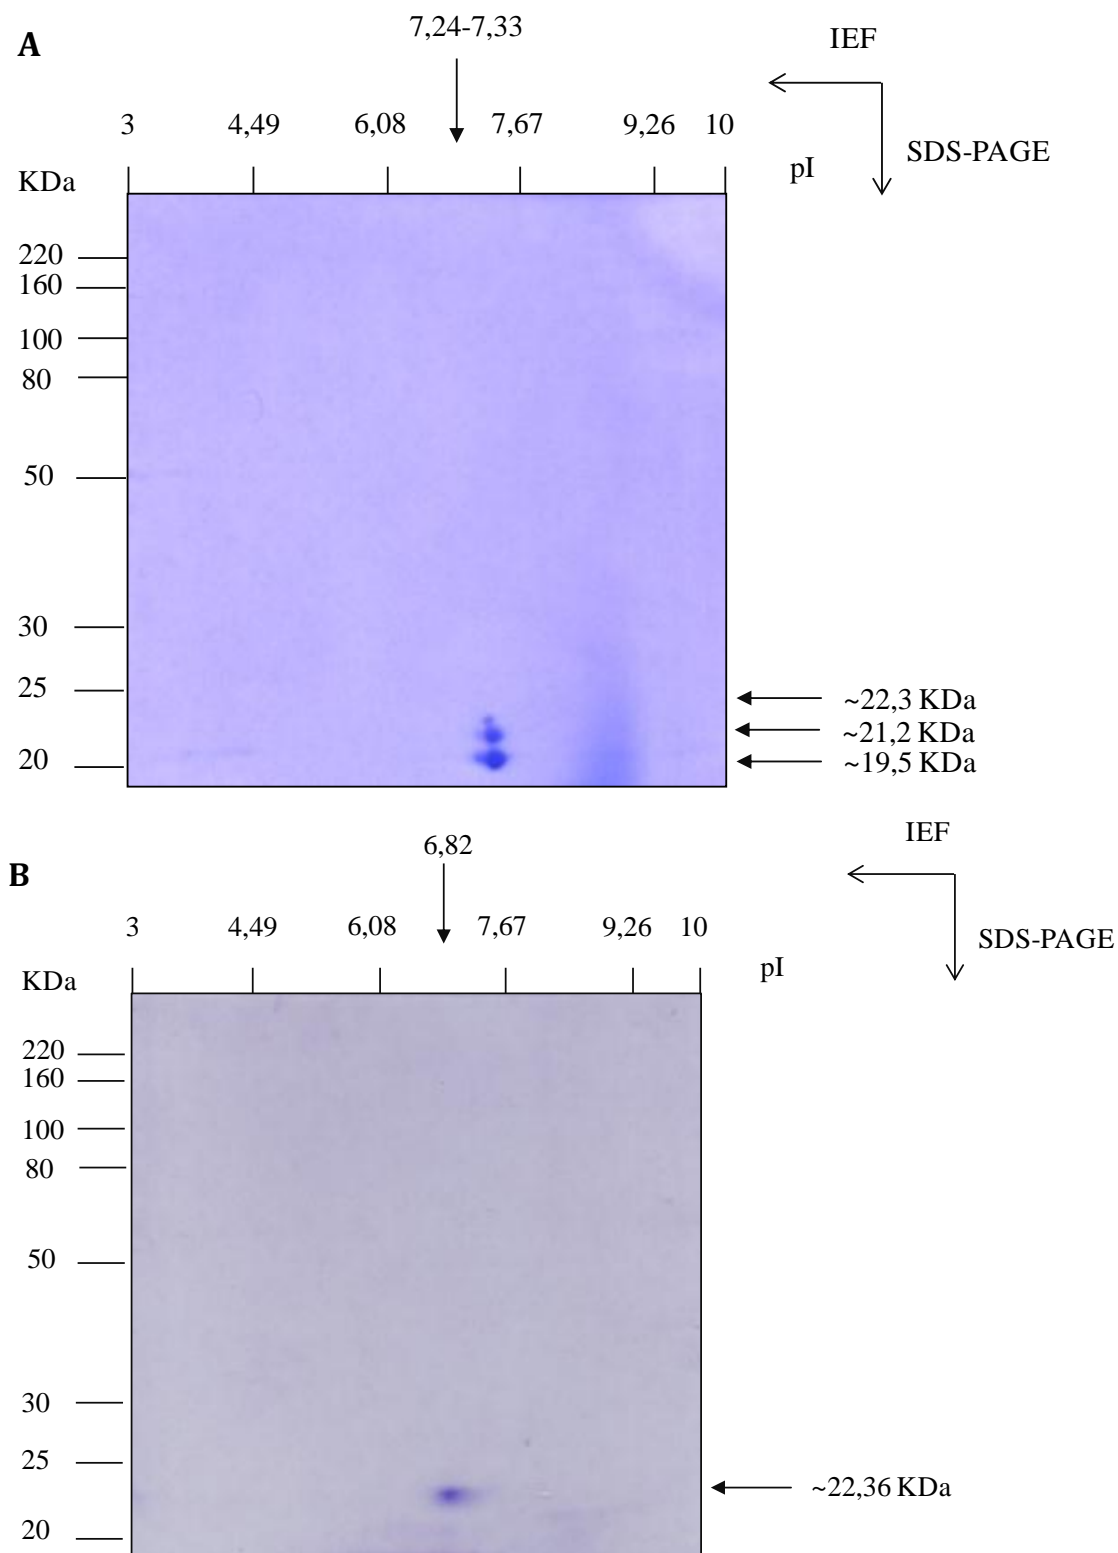 A
7,24-7,33
IEF
3 4,49 6,08 7,67 9,26 10
SDS-PAGE
pI
KDa
220
160
100
80
50
30
25
~22,3 KDa
~21,2 KDa
20
~19,5 KDa
6,82
IEF
B
3 4,49 6,08 7,67 9,26 10
SDS-PAGE
KDa
pI
220
160
100
80
50
30
25
~22,36 KDa
20